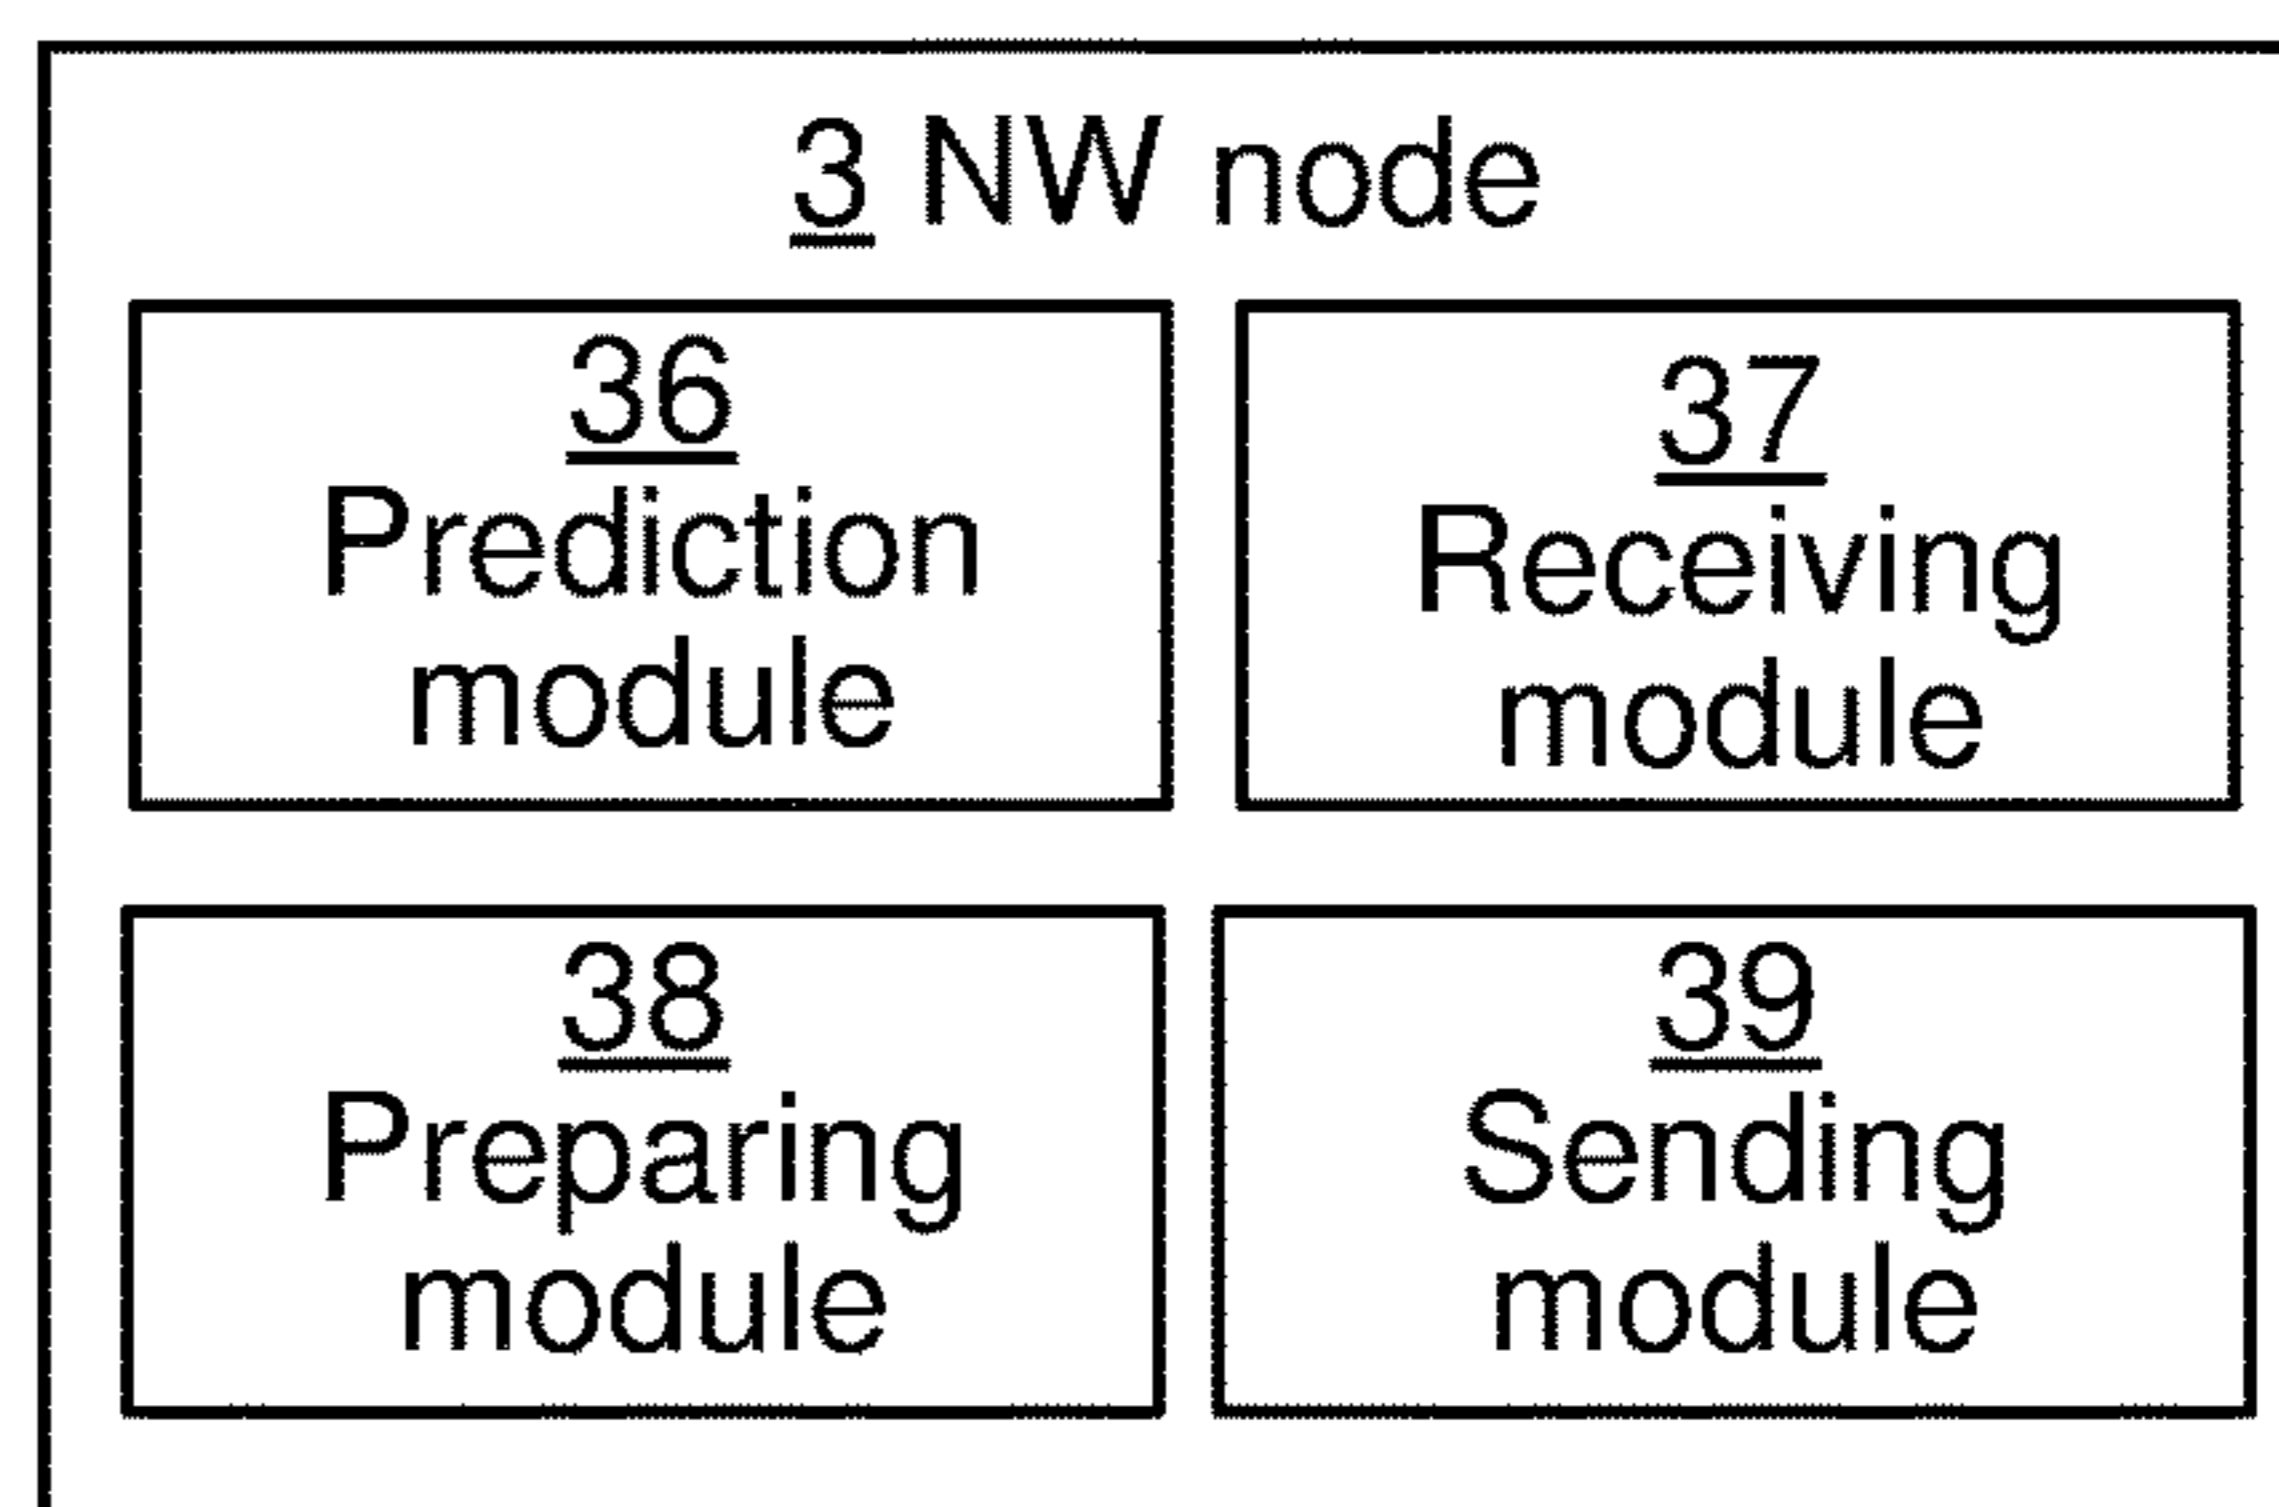 3 NW node
36
Prediction
module
37
Receiving
module
38
Preparing
module
39
Sending
module